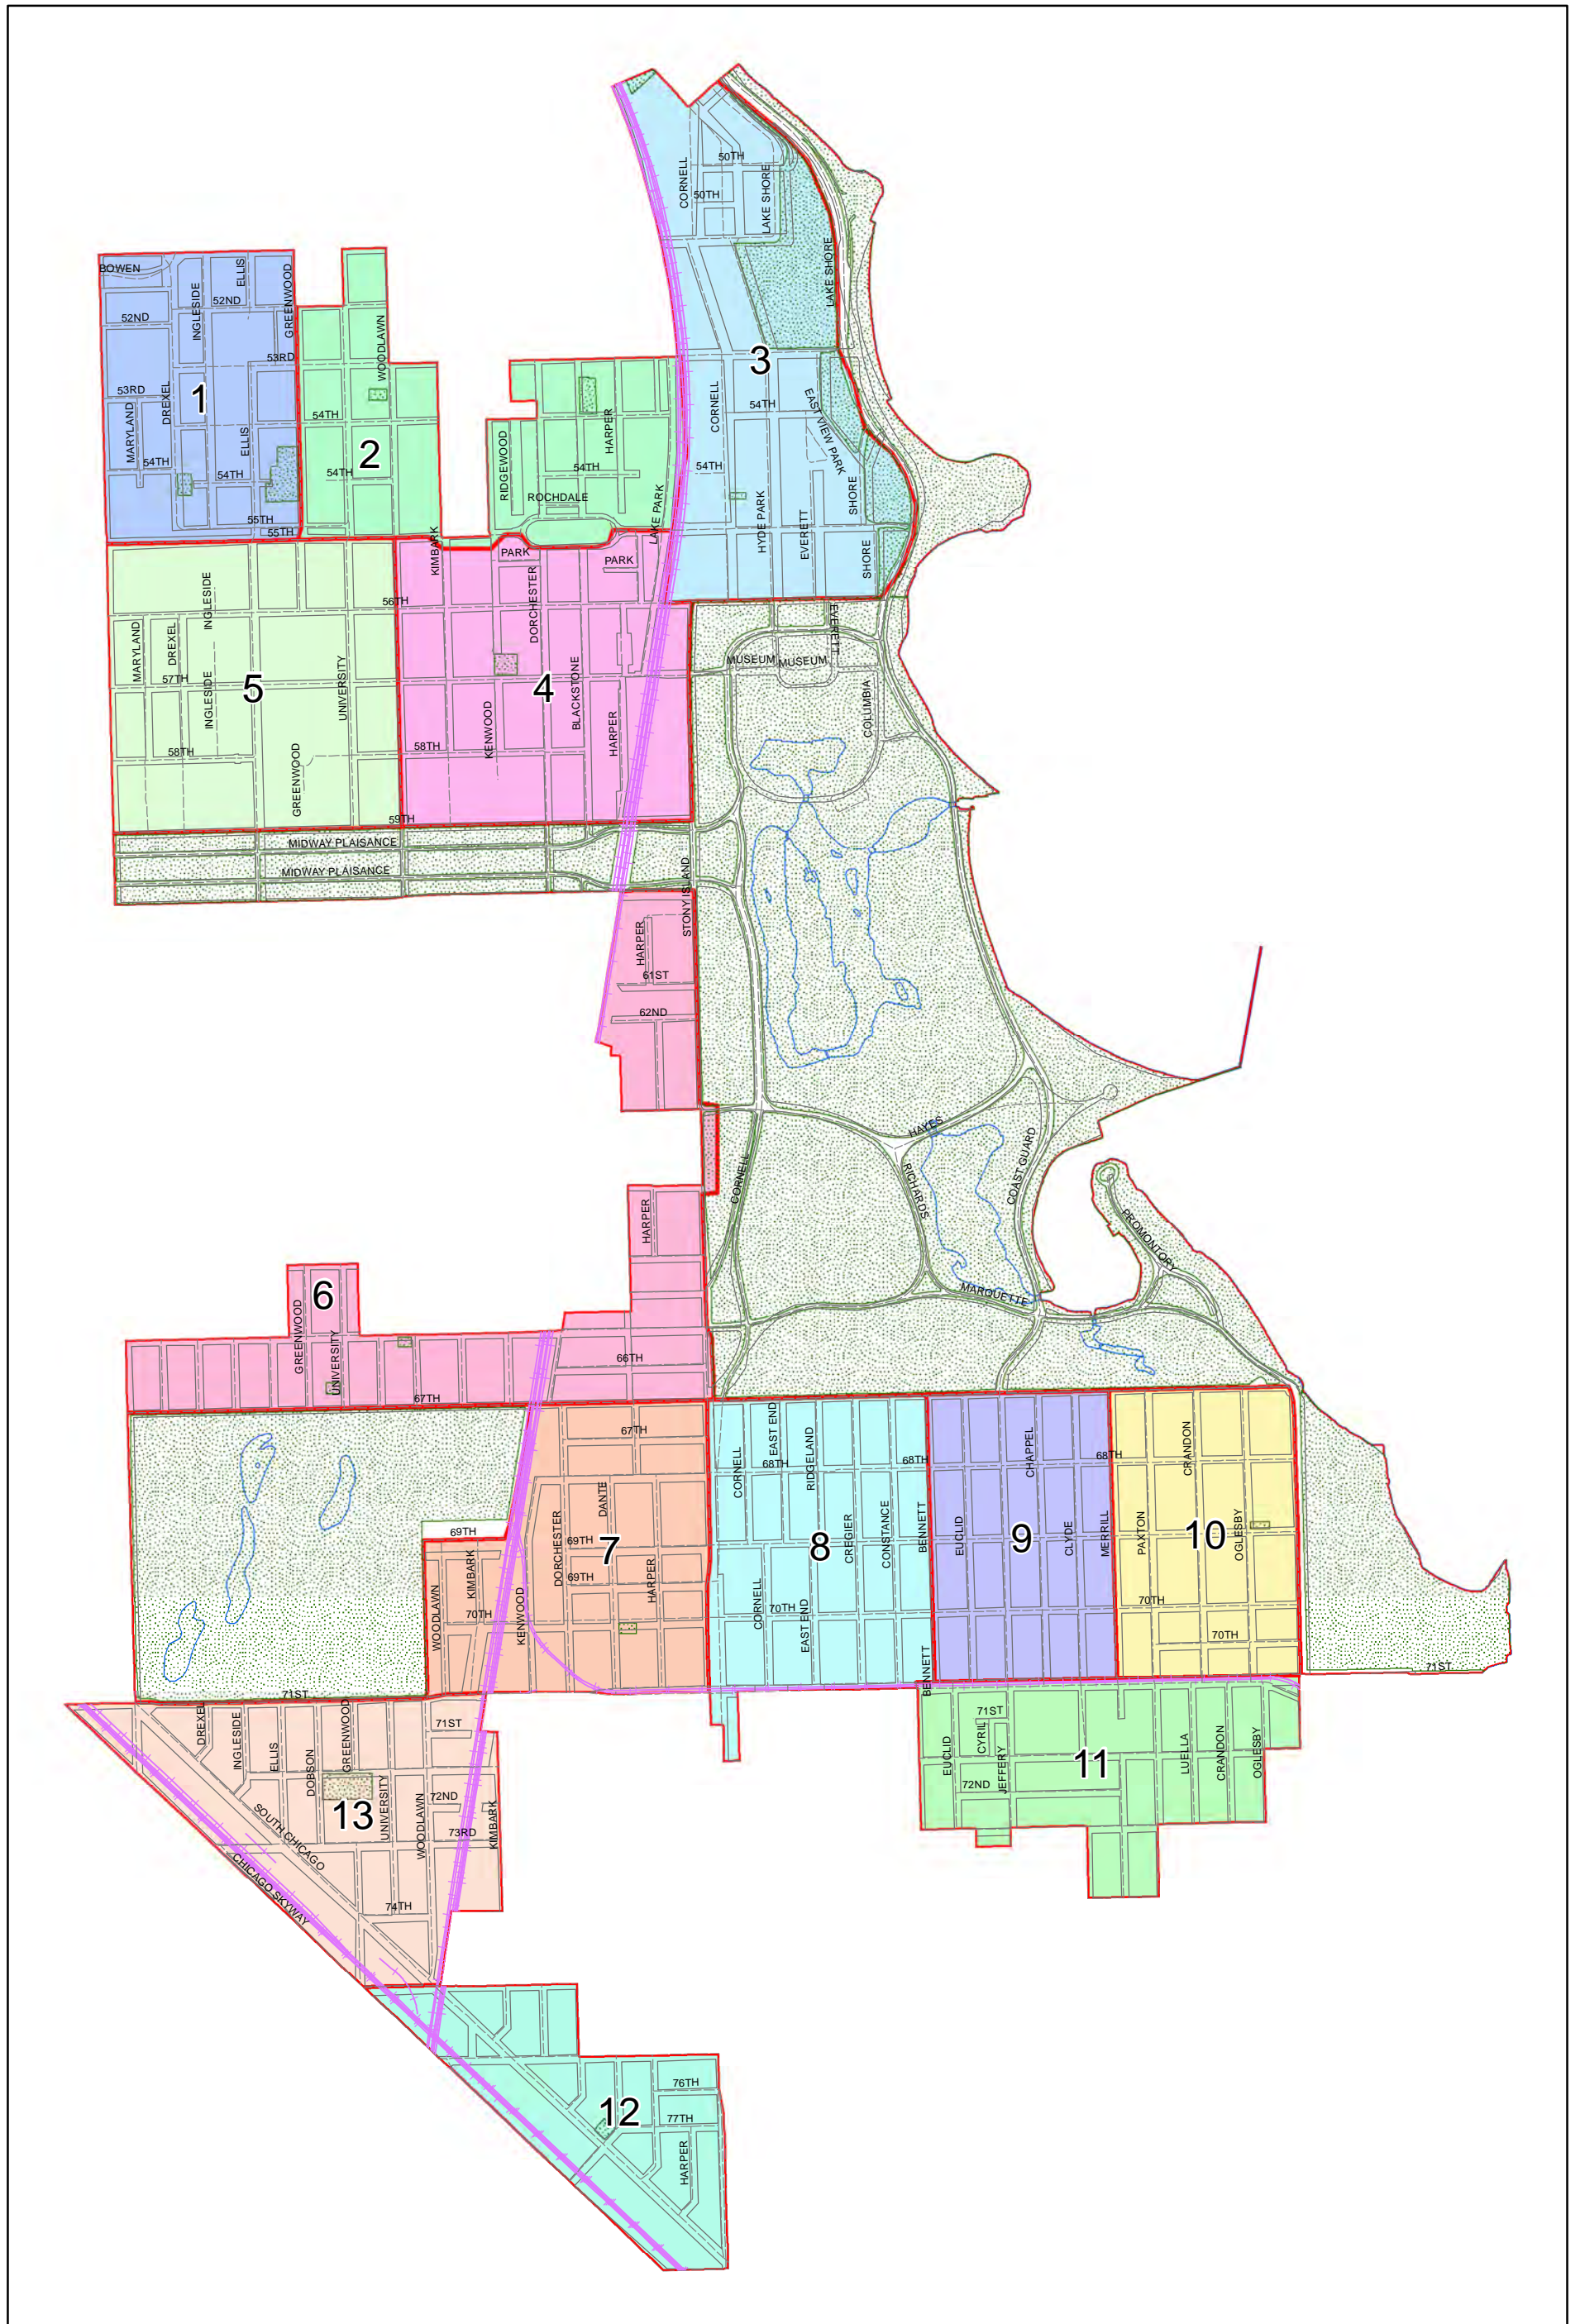 50TH
CORNELL
50TH
LAKE SHORE
LAKE SHORE
BOWEN
ELLIS
INGLESIDE
52ND
GREENWOOD
52ND
WOODLAWN
53RD
3
53RD
DREXEL
1
MARYLAND
CORNELL
54TH
EAST VIEW PARK
54TH
HARPER
ELLIS
2
RIDGEWOOD
54TH
54TH
54TH
54TH
54TH
SHORE
ROCHDALE
LAKE PARK
55TH
55TH
HYDE PARK
EVERETT
KIMBARK
PARK
PARK
SHORE
INGLESIDE
56TH
DORCHESTER
EVERETT
MARYLAND
DREXEL
MUSEUM
MUSEUM
57TH
5
UNIVERSITY
4
BLACKSTONE
INGLESIDE
COLUMBIA
KENWOOD
HARPER
58TH
58TH
GREENWOOD
59TH
MIDWAY PLAISANCE
MIDWAY PLAISANCE
STONY ISLAND
HARPER
61ST
62ND
HAYES
COAST GUARD
CORNELL
RICHARDS
HARPER
PROMONTORY
6
MARQUETTE
GREENWOOD
UNIVERSITY
66TH
67TH
67TH
EAST END
CRANDON
CHAPPEL
68TH
RIDGELAND
68TH
68TH
CORNELL
DANTE
69TH
69TH
7
8
9
10
DORCHESTER
CREGIER
CONSTANCE
BENNETT
EUCLID
CLYDE
MERRILL
PAXTON
OGLESBY
KIMBARK
69TH
HARPER
WOODLAWN
70TH
KENWOOD
CORNELL
70TH
EAST END
70TH
70TH
BENNETT
71ST
71ST
DREXEL
GREENWOOD
71ST
71ST
INGLESIDE
ELLIS
CYRIL
EUCLID
11
LUELLA
CRANDON
OGLESBY
DOBSON
JEFFERY
72ND
72ND
13
UNIVERSITY
WOODLAWN
SOUTH CHICAGO
73RD
KIMBARK
CHICAGO SKYWAY
74TH
76TH
12
77TH
HARPER